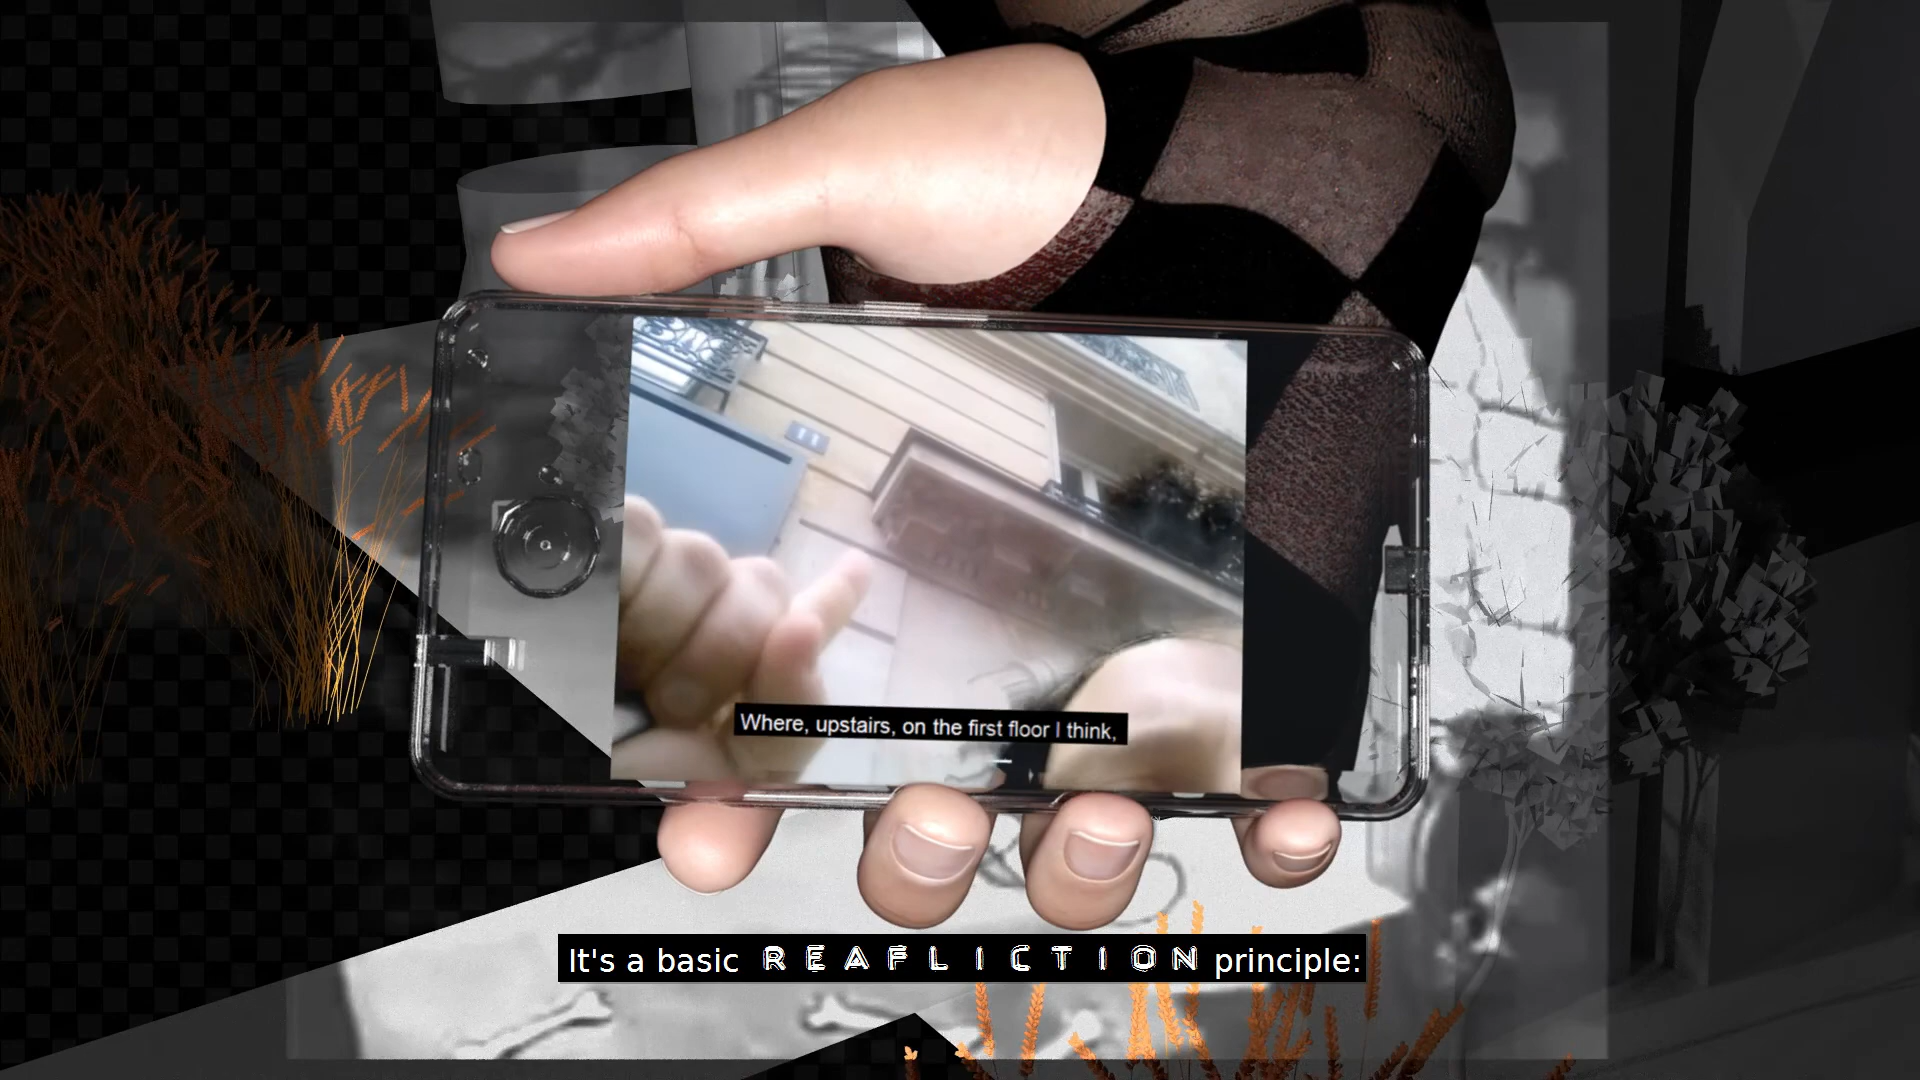 Where, upstairs, on the first floor I think,
It's a basic REAFLICTION principle: